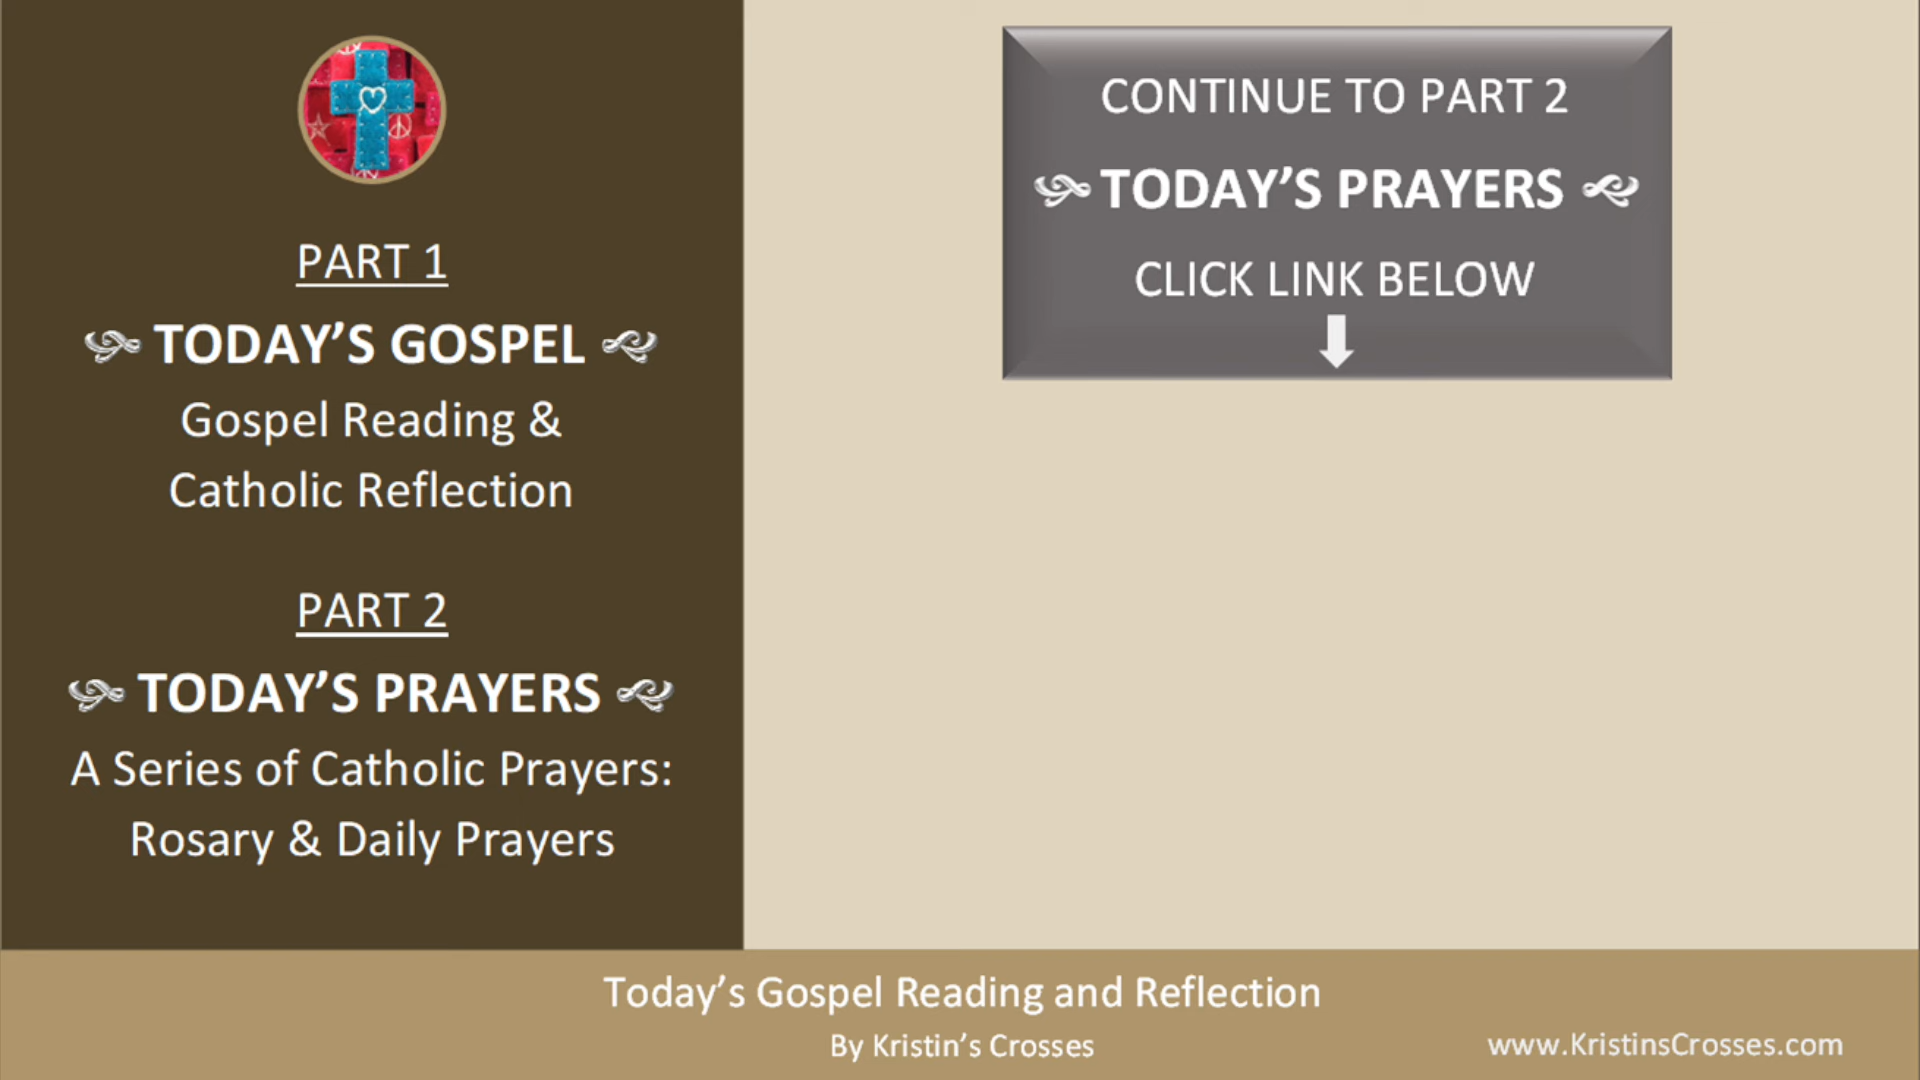 PART 1
TODAY’S GOSPEL
Gospel Reading &
Catholic Reflection
PART 2
TODAY’S PRAYERS
A Series of Catholic Prayers:
Rosary & Daily Prayers
CONTINUE TO PART 2
TODAY’S PRAYERS
CLICK LINK BELOW
Today’s Gospel Reading and Reflection
By Kristin’s Crosses
www.KristinsCrosses.com